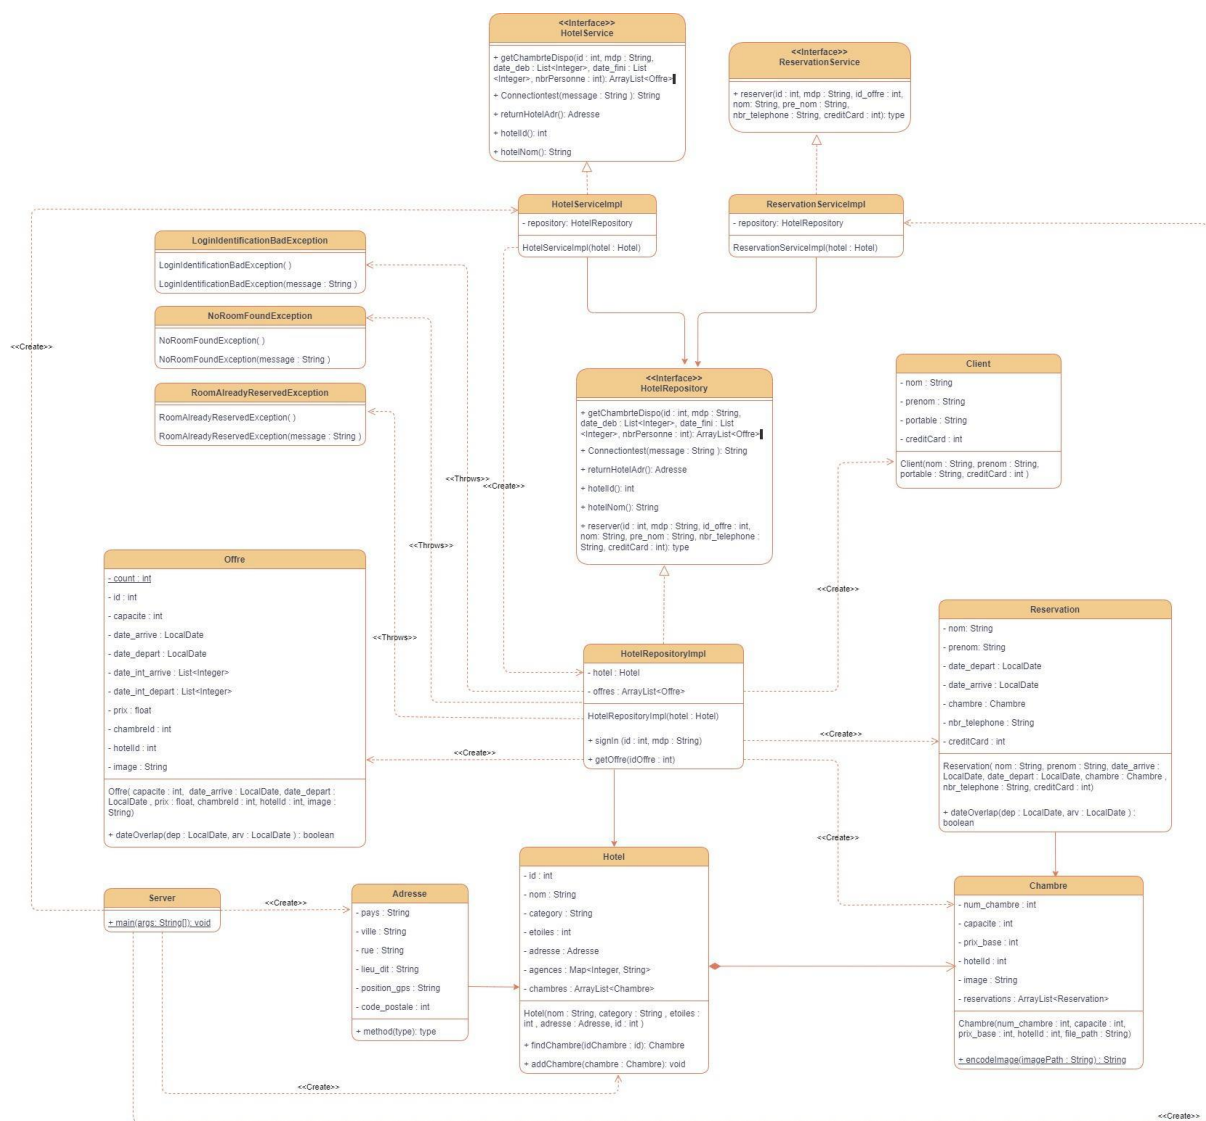 <<Interface>>
HotelService
+ getChambrteDispo(id : int, mdp : String,
date_deb : List<Integer>, date_fini : List
<Integer>, nbrPersonne : int): ArrayList<Offre>
+ Connectiontest(message : String ): String
+ returnHotelAdr(): Adresse
+ hotelId(): int
+ hotelNom(): String
<<Interface>>
ReservationService
+ reserver(id : int, mdp : String, id_offre : int,
nom: String, pre_nom : String,
nbr_telephone : String, creditCard : int): type
HotelServiceImpl
- repository: HotelRepository
HotelServiceImpl(hotel : Hotel)
ReservationServiceImpl
- repository: HotelRepository
ReservationServiceImpl(hotel : Hotel)
LoginIdentificationBadException
LoginIdentificationBadException( )
LoginIdentificationBadException(message : String )
NoRoomFoundException
NoRoomFoundException( )
NoRoomFoundException(message : String )
<<Create>>
RoomAlreadyReservedException
RoomAlreadyReservedException( )
RoomAlreadyReservedException(message : String )
<<Interface>>
HotelRepository
+ getChambrteDispo(id : int, mdp : String,
date_deb : List<Integer>, date_fini : List
<Integer>, nbrPersonne : int): ArrayList<Offre>
+ Connectiontest(message : String ): String
+ returnHotelAdr(): Adresse
+ hotelId(): int
+ hotelNom(): String
+ reserver(id : int, mdp : String, id_offre : int,
nom: String, pre_nom : String, nbr_telephone :
String, creditCard : int): type
Client
- nom : String
- prenom : String
- portable : String
- creditCard : int
Client(nom : String, prenom : String,
portable : String, creditCard : int )
<<Throws>>
<<Create>>
<<Throws>>
<<Throws>>
<<Create>>
Offre
- count : int
- id : int
- capacite : int
- date_arrive : LocalDate
- date_depart : LocalDate
- date_int_arrive : List<Integer>
- date_int_depart : List<Integer>
- prix : float
- chambreId : int
- hotelId : int
- image : String
Offre( capacite : int, date_arrive : LocalDate, date_depart :
LocalDate , prix : float, chambreId : int, hotelId : int, image :
String)
+ dateOverlap(dep : LocalDate, arv : LocalDate ) : boolean
HotelRepositoryImpl
- hotel : Hotel
- offres : ArrayList<Offre>
HotelRepositoryImpl(hotel : Hotel)
+ signIn (id : int, mdp : String)
+ getOffre(idOffre : int)
<<Create>>
<<Create>>
<<Create>>
Reservation
- nom: String
- prenom: String
- date_depart : LocalDate
- date_arrive : LocalDate
- chambre : Chambre
- nbr_telephone : String
- creditCard : int
Reservation( nom : String, prenom : String, date_arrive :
LocalDate, date_depart : LocalDate, chambre : Chambre ,
nbr_telephone : String, creditCard : int)
+ dateOverlap(dep : LocalDate, arv : LocalDate ) :
boolean
Server
+ main(args: String[]): void
<<Create>>
Adresse
- pays : String
- ville : String
- rue : String
- lieu_dit : String
- position_gps : String
- code_postale : int
+ method(type): type
Hotel
- id : int
- nom : String
- category : String
- etoiles : int
- adresse : Adresse
- agences : Map<Integer, String>
- chambres : ArrayList<Chambre>
Hotel(nom : String, category : String , etoiles :
int , adresse : Adresse, id : int )
+ findChambre(idChambre : id): Chambre
+ addChambre(chambre : Chambre): void
Chambre
- num_chambre : int
- capacite : int
- prix_base : int
- hotelId : int
- image : String
- reservations : ArrayList<Reservation>
Chambre(num_chambre : int, capacite : int,
prix_base : int, hotelId : int, file_path : String)
+ encodeImage(imagePath : String) : String
<<Create>>
<<Create>>